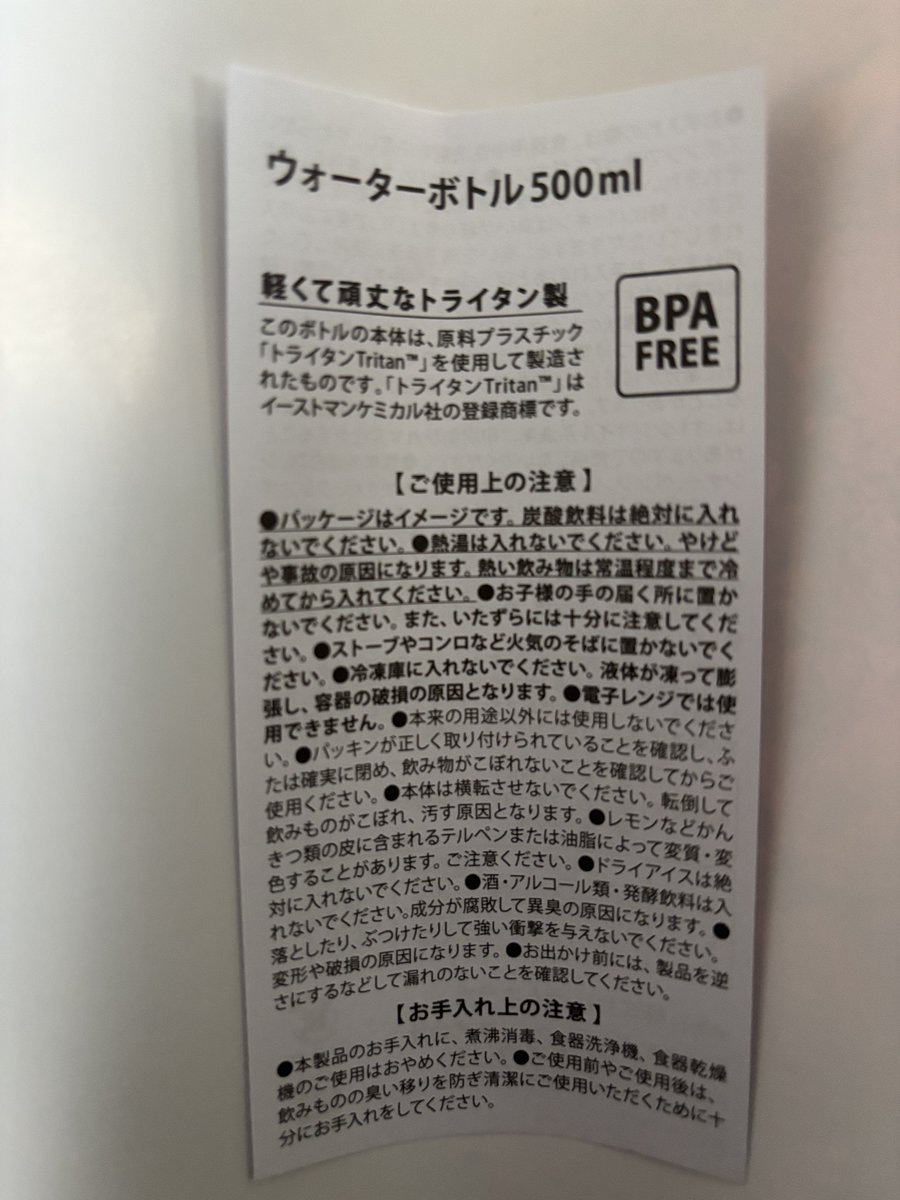 ウォーターボトル500ml
軽くて頑丈なトライタン製
このボトルの本体は、原料プラスチック
「トライタンTritan™」を使用して製造さ
れたものです。「トライタンTritan™」は
イーストマンケミカル社の登録商標です。
BPA
FREE
【ご使用上の注意】
●パッケージはイメージです。炭酸飲料は絶対に入れ
ないでください。●熱湯は入れないでください。やけど
や事故の原因になります。熱い飲み物は常温程度まで冷
めてから入れてください。●お子様の手の届く所に置か
ないでください。また、いたずらには十分に注意してくだ
さい。●ストーブやコンロなど火気のそばに置かないでく
ださい。●冷凍庫に入れないでください。液体が凍って膨
張し、容器の破損の原因となります。●電子レンジでは使
用できません。●本来の用途以外には使用しないでくださ
い。●パッキンが正しく取り付けられていることを確認し、ふ
たは確実に閉め、飲み物がこぼれないことを確認してからご
使用ください。●本体は横転させないでください。転倒して
飲みものがこぼれ、汚す原因となります。●レモンなどかん
きつ類の皮に含まれるテルペンまたは油脂によって変質・変
色することがあります。ご注意ください。●ドライアイスは絶
対に入れないでください。●酒・アルコール類・発酵飲料は入
れないでください。成分が腐敗して異臭の原因になります。●
落としたり、ぶつけたりして強い衝撃を与えないでください。
変形や破損の原因になります。●お出かけ前には、製品を逆
さにするなどして漏れのないことを確認してください。
【お手入れ上の注意】
●本製品のお手入れに、煮沸消毒、食器洗浄機、食器乾燥
機のご使用はおやめください。●ご使用前やご使用後は、
飲みものの臭い移りを防ぎ清潔にご使用いただくために十
分にお手入れをしてください。